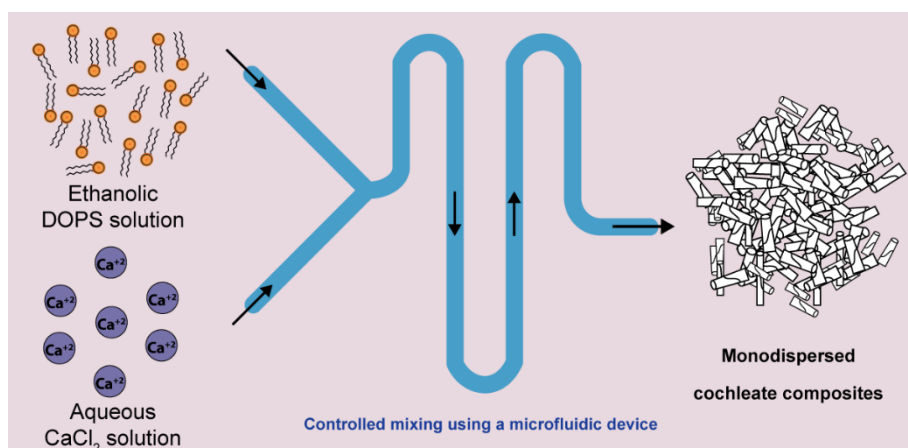 Ethanolic
DOPS solution
Ca+2
Ca+2
Ca+2
Ca+2
Ca+2
Ca+2
Ca+2
Aqueous
CaCl₂ solution
Controlled mixing using a microfluidic device
Monodispersed
cochleate composites